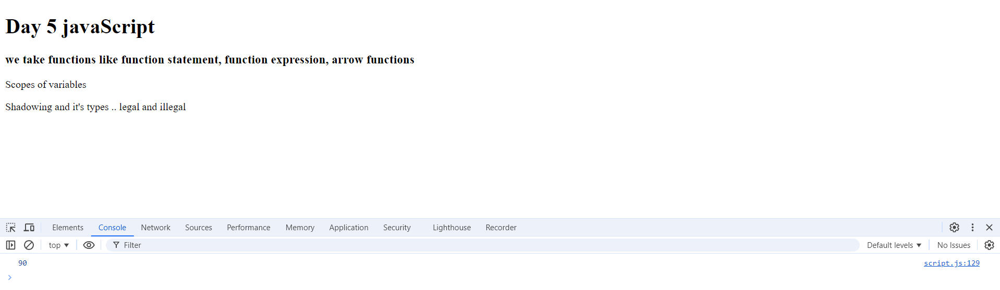 Day 5 javaScript
we take functions like function statement, function expression, arrow functions
Scopes of variables
Shadowing and it's types .. legal and illegal
Elements Console Network Sources Performance Memory Application Security Lighthouse Recorder
top Filter Default levels No Issues
90 script.js:129